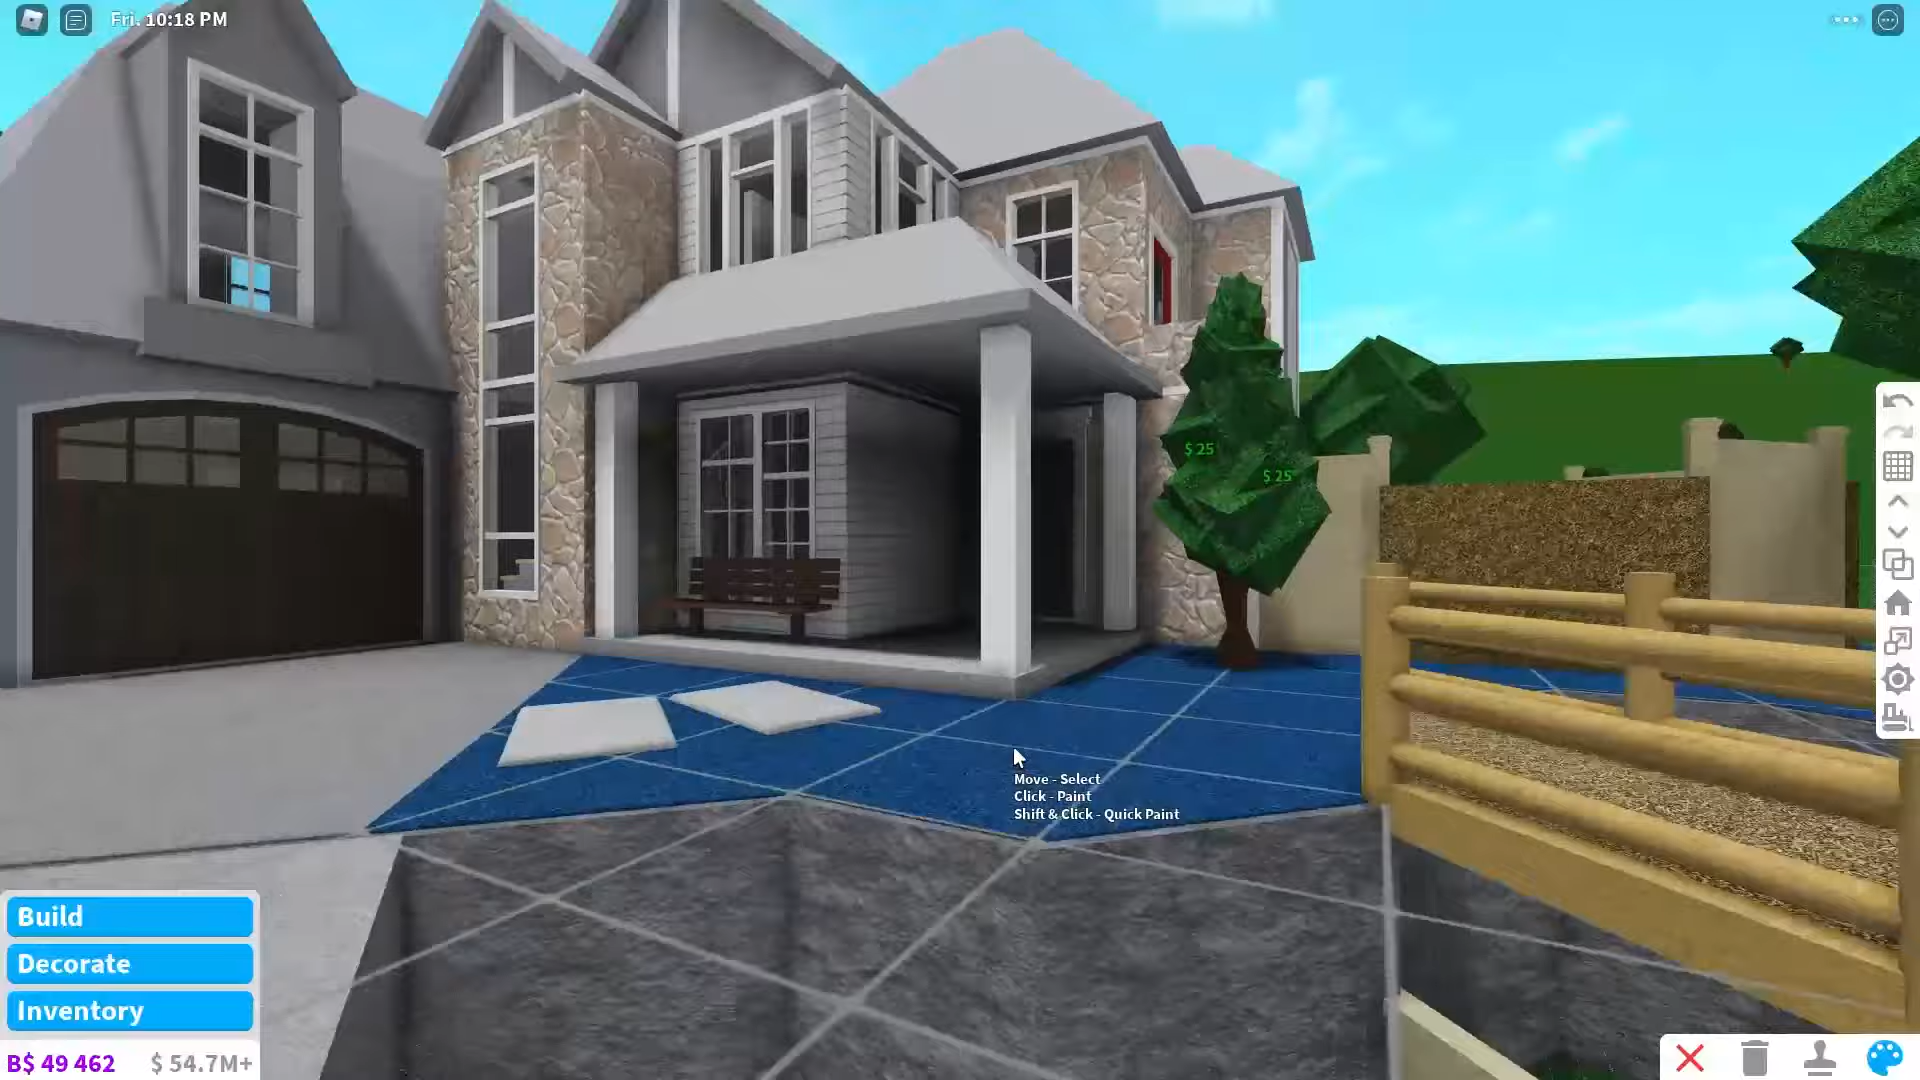 Fri. 10:18 PM
$ 25
$ 25
Move - Select
Click - Paint
Shift & Click - Quick Paint
Build
Decorate
Inventory
B$ 49 462 $ 54.7M+